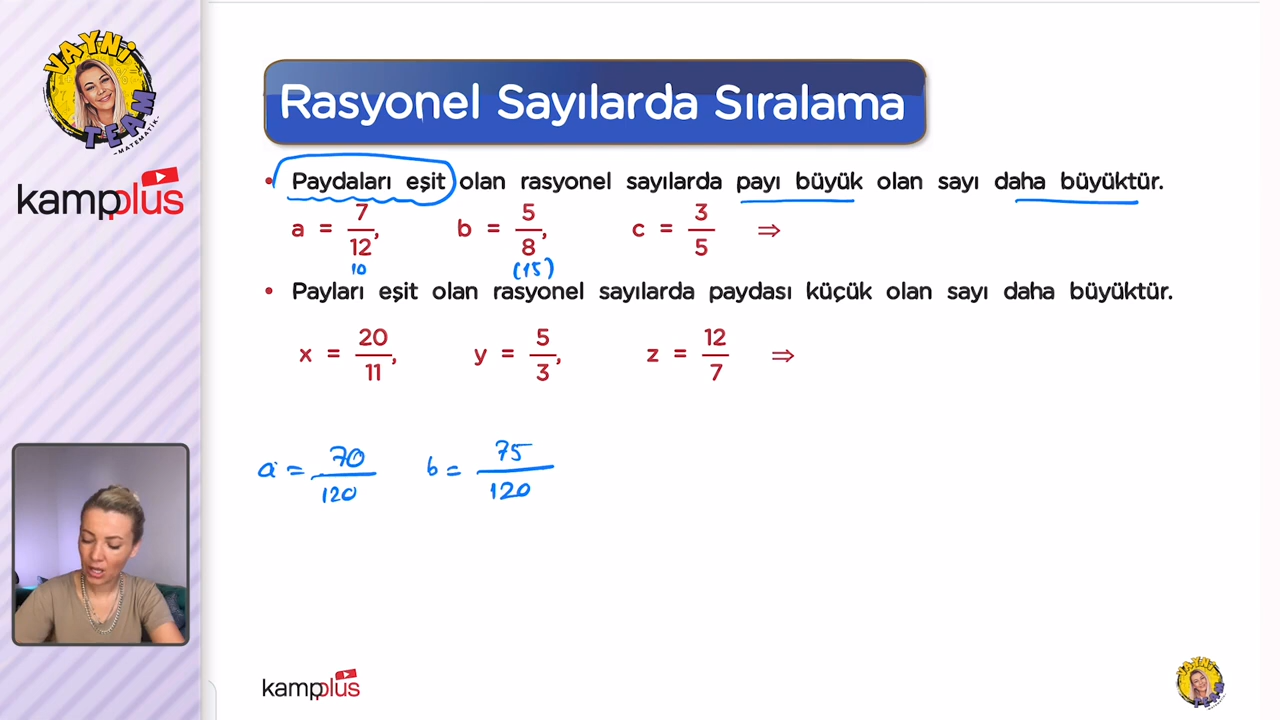 VAYNİ
TEAM
-MATEMATİK-
kampplus
Rasyonel Sayılarda Sıralama
• Paydaları eşit olan rasyonel sayılarda payı büyük olan sayı daha büyüktür.
a = 7/12, b = 5/8, c = 3/5 ⇒
10 (15)
• Payları eşit olan rasyonel sayılarda paydası küçük olan sayı daha büyüktür.
x = 20/11, y = 5/3, z = 12/7 ⇒
a = 70/120 b = 75/120
kampplus
VAYNİ
TEAM